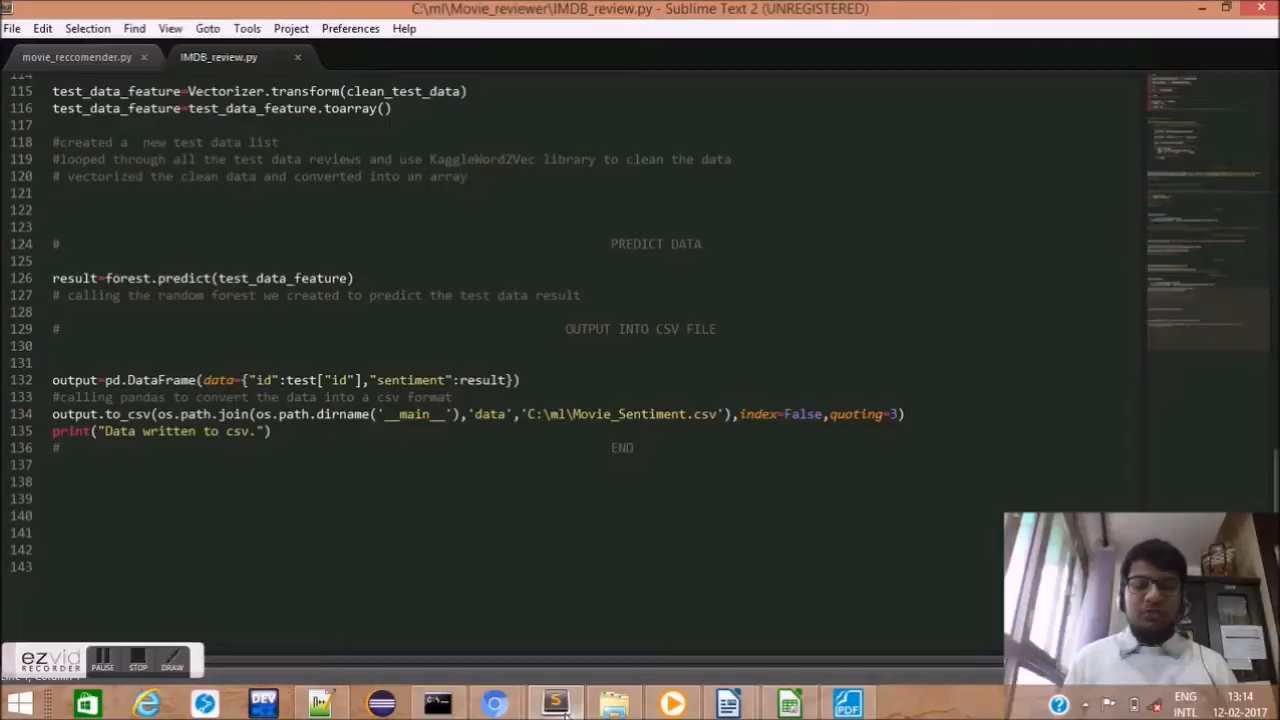 C:\ml\Movie_reviewer\IMDB_review.py - Sublime Text 2 (UNREGISTERED)
File Edit Selection Find View Goto Tools Project Preferences Help
movie_reccomender.py IMDB_review.py
114
115 test_data_feature=Vectorizer.transform(clean_test_data)
116 test_data_feature=test_data_feature.toarray()
117
118 #created a  new test data list
119 #looped through all the test data reviews and use KaggleWord2Vec library to clean the data
120 # vectorized the clean data and converted into an array
121
122
123
124 # PREDICT DATA
125
126 result=forest.predict(test_data_feature)
127 # calling the random forest we created to predict the test data result
128
129 # OUTPUT INTO CSV FILE
130
131
132 output=pd.DataFrame(data={"id":test["id"],"sentiment":result})
133 #calling pandas to convert the data into a csv format
134 output.to_csv(os.path.join(os.path.dirname('__main__'),'data','C:\ml\Movie_Sentiment.csv'),index=False,quoting=3)
135 print("Data written to csv.")
136 # END
137
138
139
140
141
142
143
ezvid
RECORDER
PAUSE STOP DRAW
DEV
PDF
ENG
INTL
13:14
12-02-2017